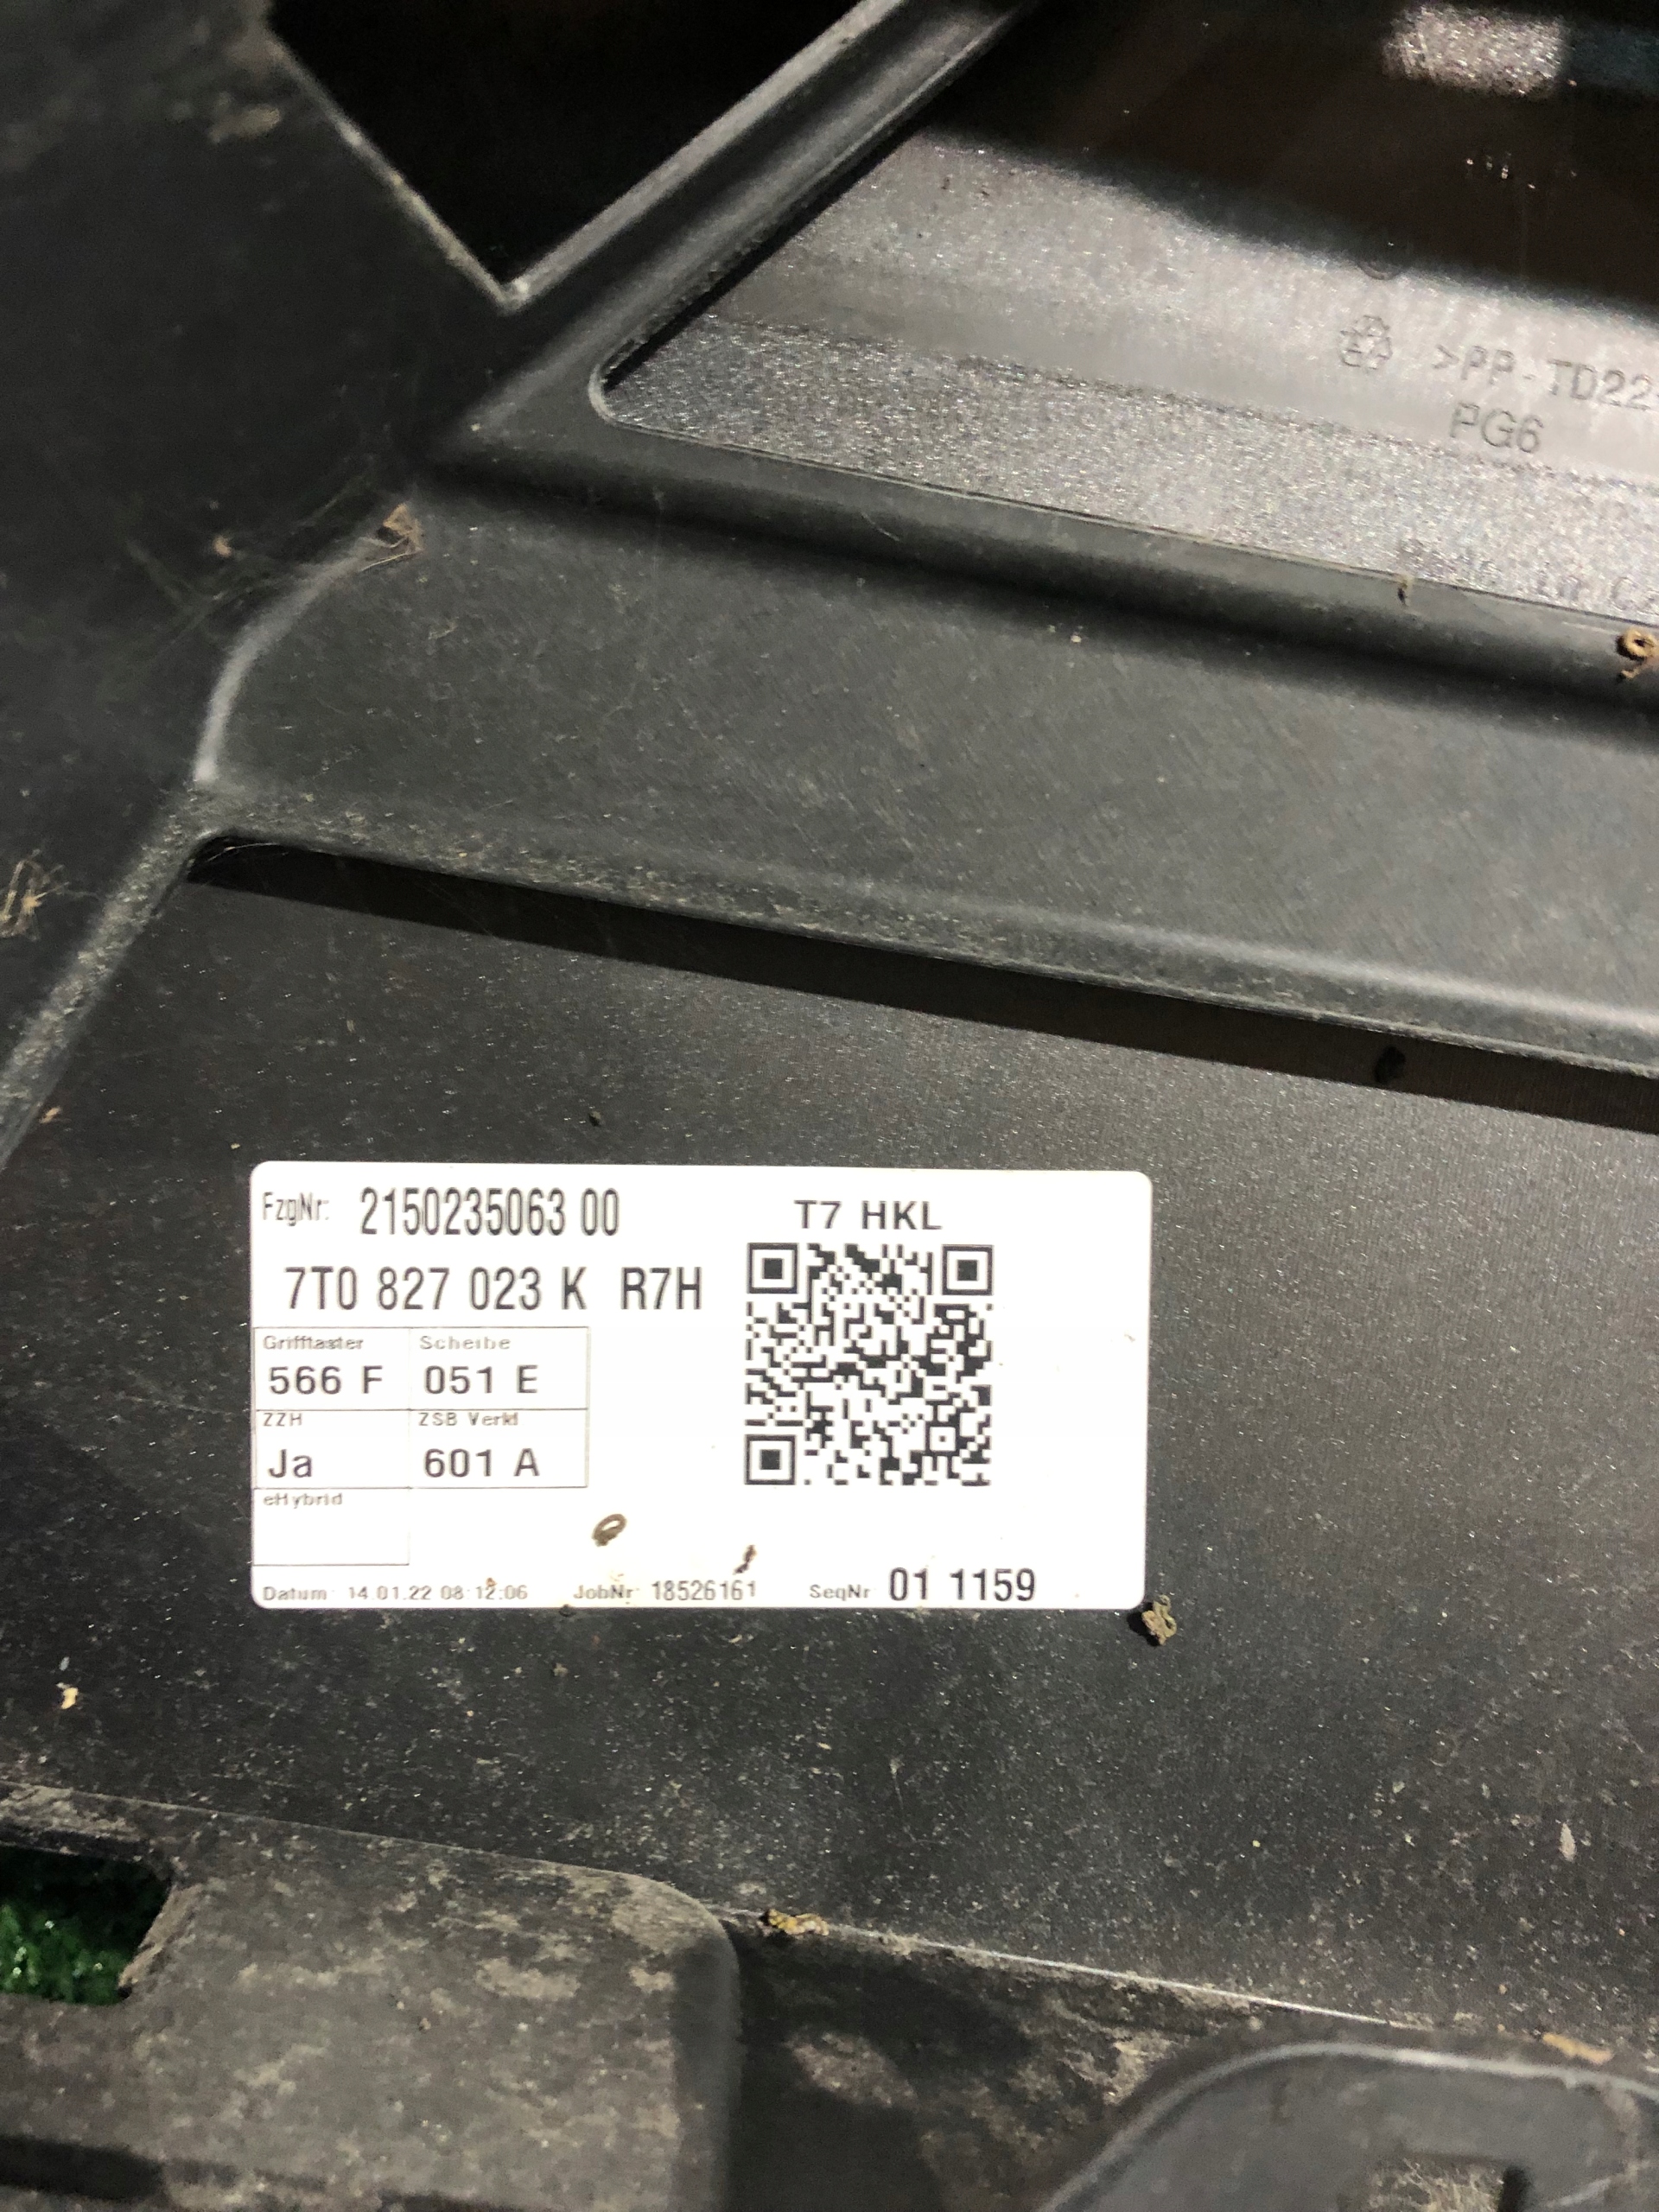 >PP-TD22
PG6
FzgNr: 2150235063 00
T7 HKL
7T0 827 023 K R7H
Grifftaster Scheibe
566 F 051 E
ZZH ZSB Verkl
Ja 601 A
eHybrid
Datum: 14.01.22 08:12:06 JobNr: 18526161 SeqNr 01 1159